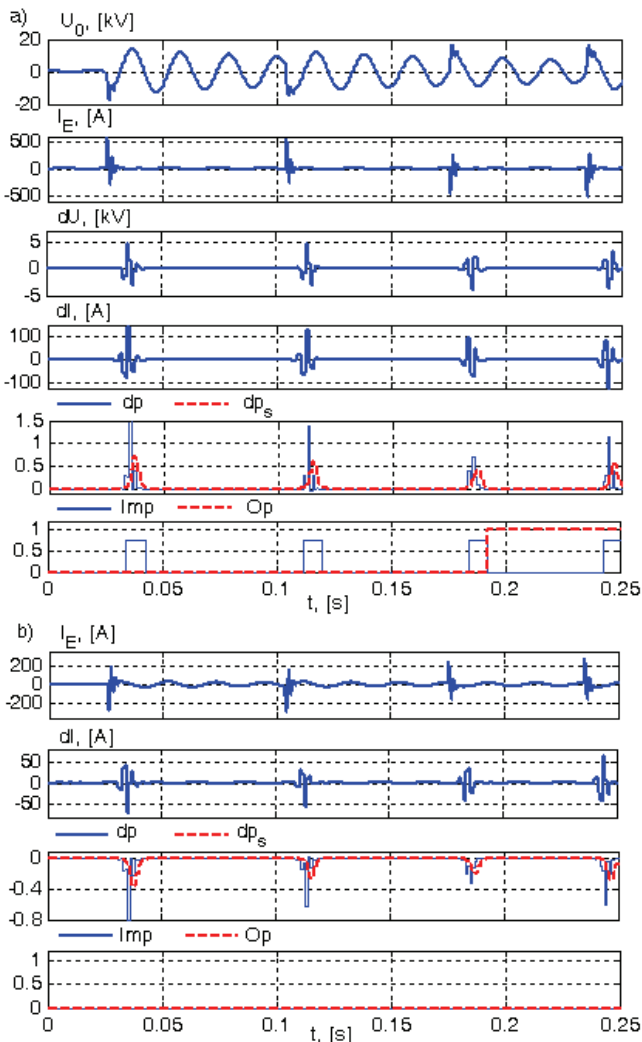 a)
U0, [kV]
20
0
-20
IE, [A]
500
0
-500
dU, [kV]
5
0
-5
dI, [A]
100
0
-100
dp dps
1.5
1
0.5
0
Imp Op
1
0.5
0
0 0.05 0.1 0.15 0.2 0.25
t, [s]
b)
IE, [A]
200
0
-200
dI, [A]
50
0
-50
dp dps
0
-0.4
-0.8
Imp Op
1
0.5
0
0 0.05 0.1 0.15 0.2 0.25
t, [s]